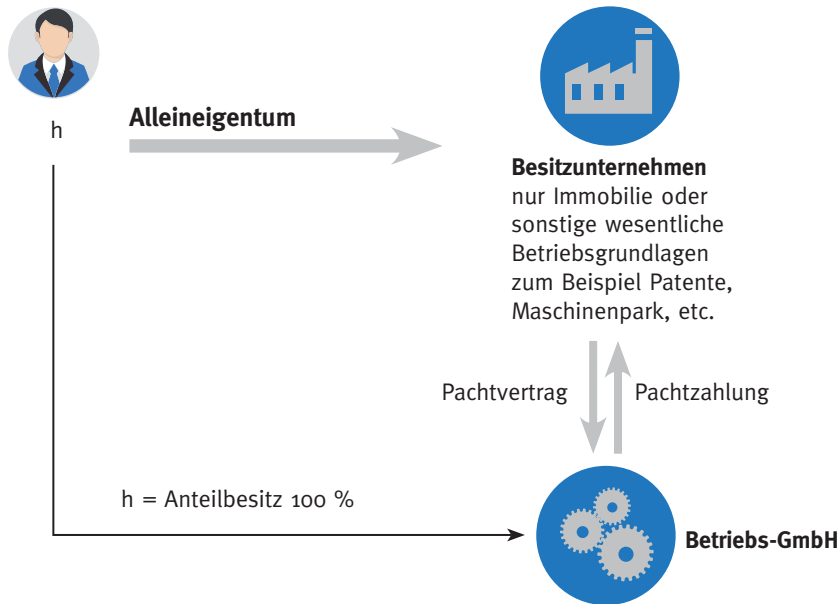 h
Alleineigentum
Besitzunternehmen
nur Immobilie oder
sonstige wesentliche
Betriebsgrundlagen
zum Beispiel Patente,
Maschinenpark, etc.
Pachtvertrag
Pachtzahlung
h = Anteilbesitz 100 %
Betriebs-GmbH